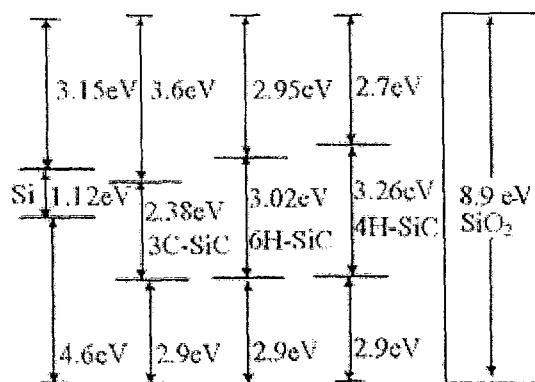 3.15eV 3.6eV 2.95eV 2.7eV
Si 1.12eV
2.38eV 3.02eV 3.26eV 8.9 eV
3C-SiC 6H-SiC 4H-SiC SiO₂
4.6eV 2.9eV 2.9eV 2.9eV